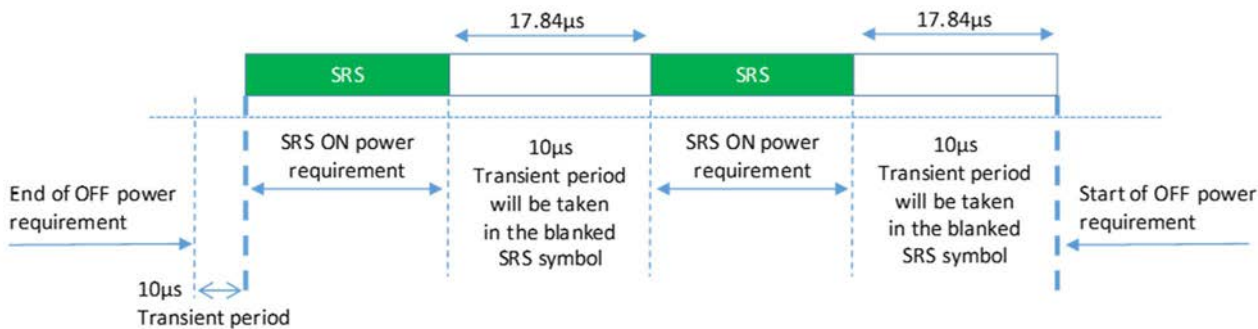 17.84µs
17.84µs
SRS
SRS
SRS ON power
requirement
10µs
Transient period
will be taken
in the blanked
SRS symbol
SRS ON power
requirement
10µs
Transient period
will be taken
in the blanked
SRS symbol
End of OFF power
requirement
Start of OFF power
requirement
10µs
Transient period